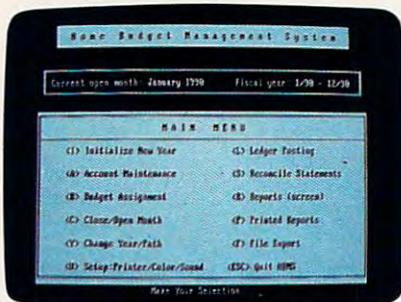 Home Budget Management System
Current open month: January 1990 Fiscal year: 1/90 - 12/90
MAIN MENU
(I) Initialize New Year (L) Ledger Posting
(A) Account Maintenance (S) Reconcile Statements
(B) Budget Assignment (R) Reports (screen)
(C) Close/Open Month (P) Printed Reports
(Y) Change Year/Path (F) File Export
(U) Setup:Printer/Color/Sound (ESC) Quit HBMS
Make Your Selection